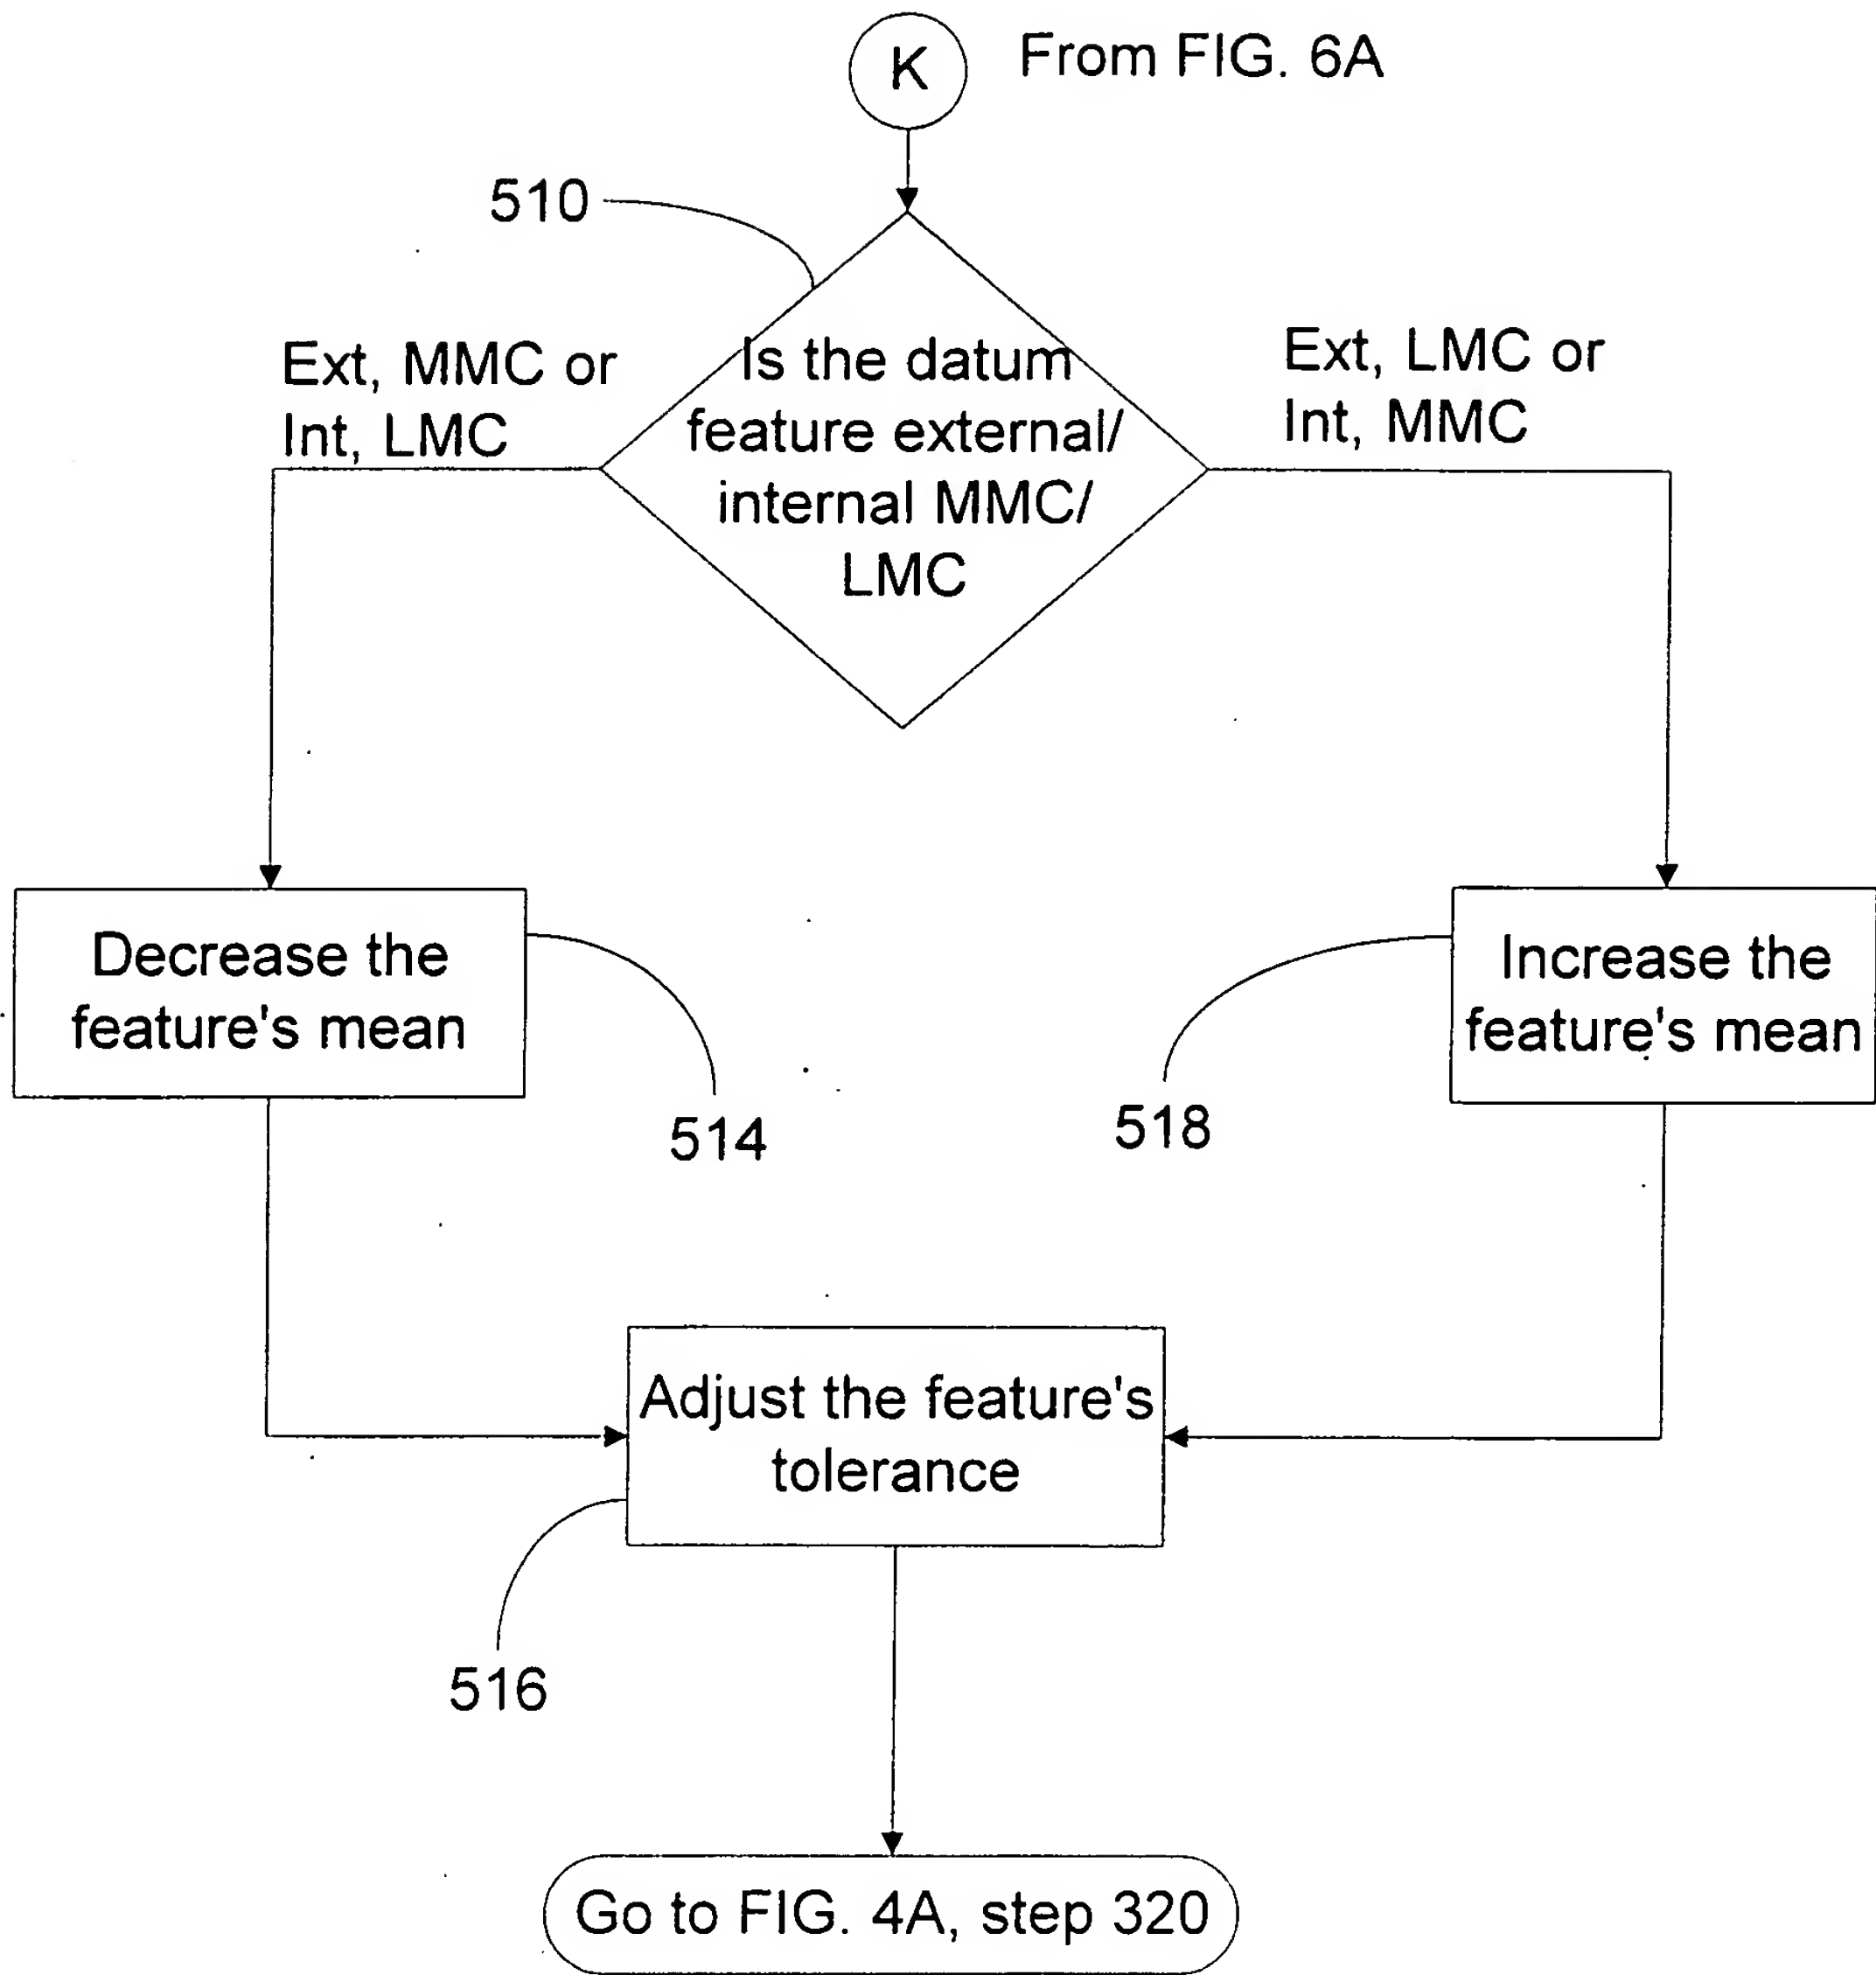 K
From FIG. 6A
510
Ext, MMC or
Int, LMC
Is the datum
feature external/
internal MMC/
LMC
Ext, LMC or
Int, MMC
Decrease the
feature's mean
514
518
Increase the
feature's mean
Adjust the feature's
tolerance
516
Go to FIG. 4A, step 320